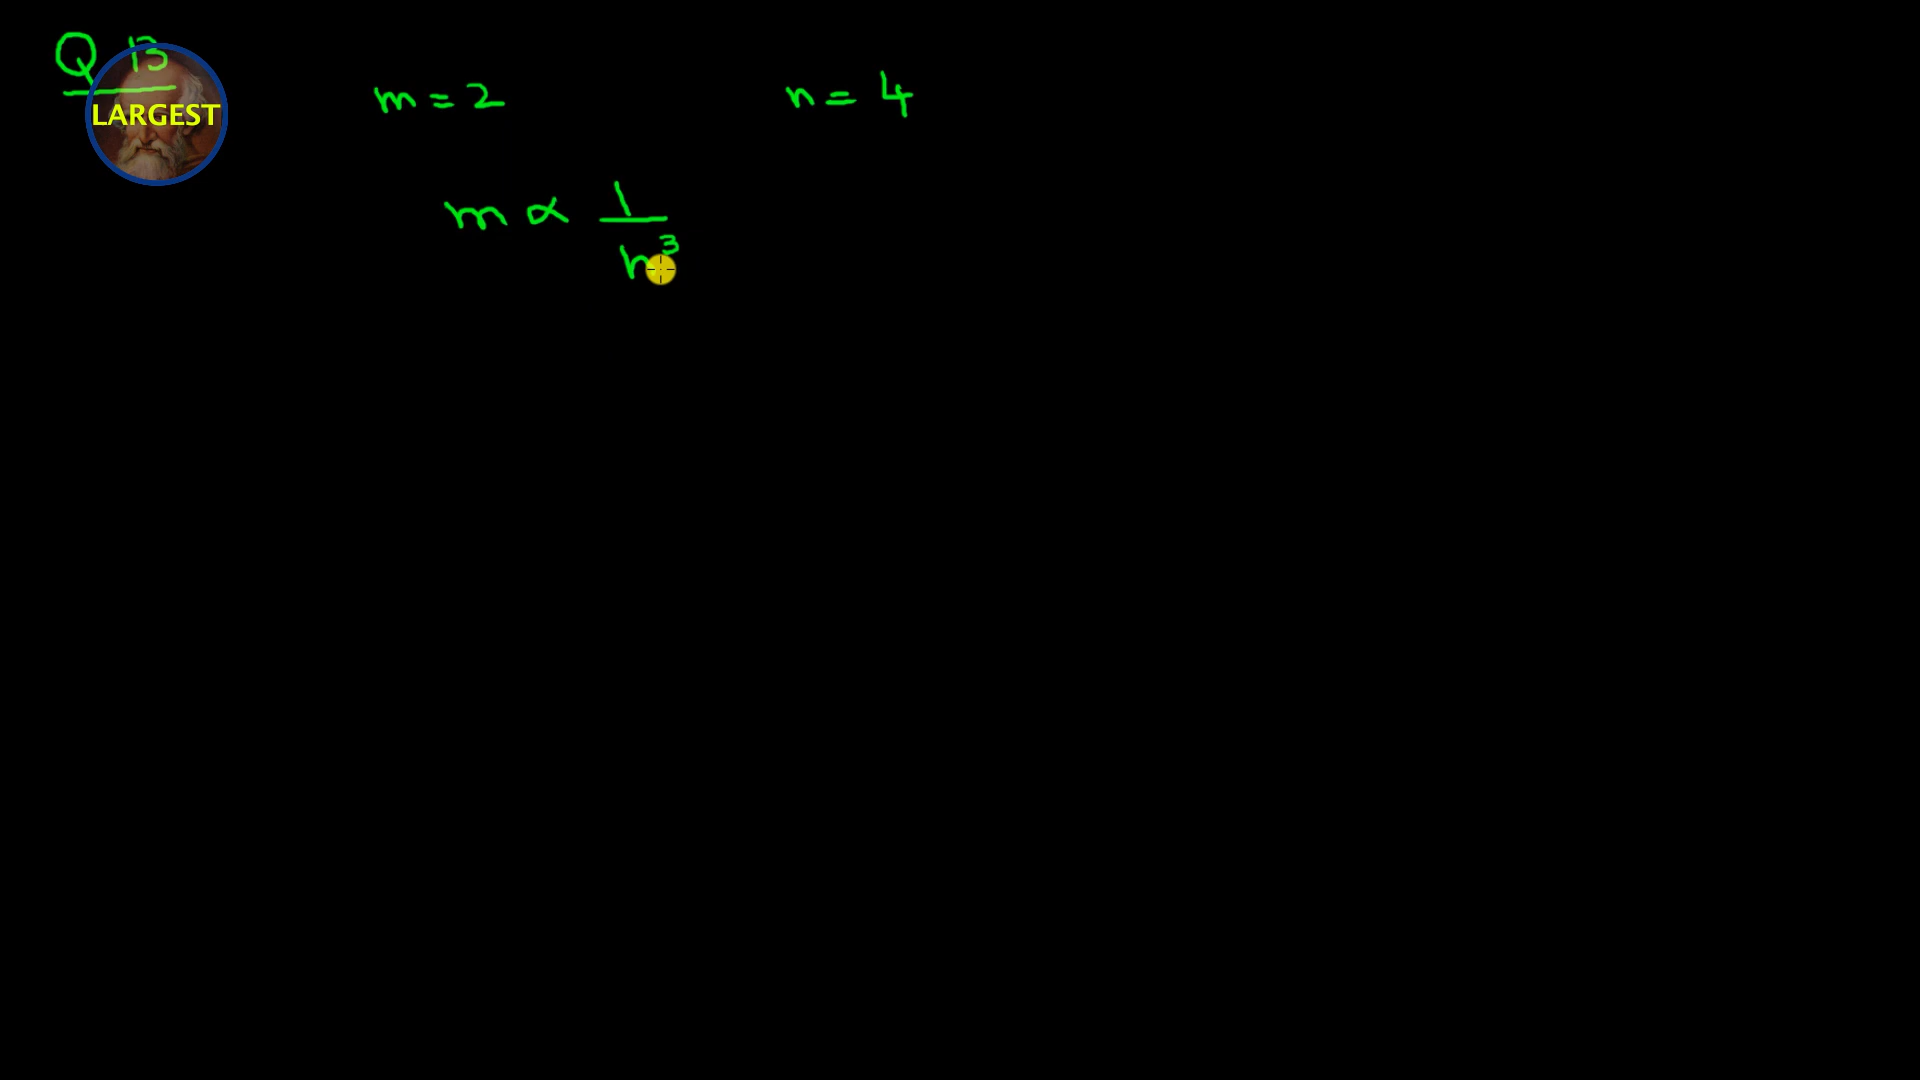 Q 13
LARGEST
m = 2 n = 4
m ∝ 1/n³